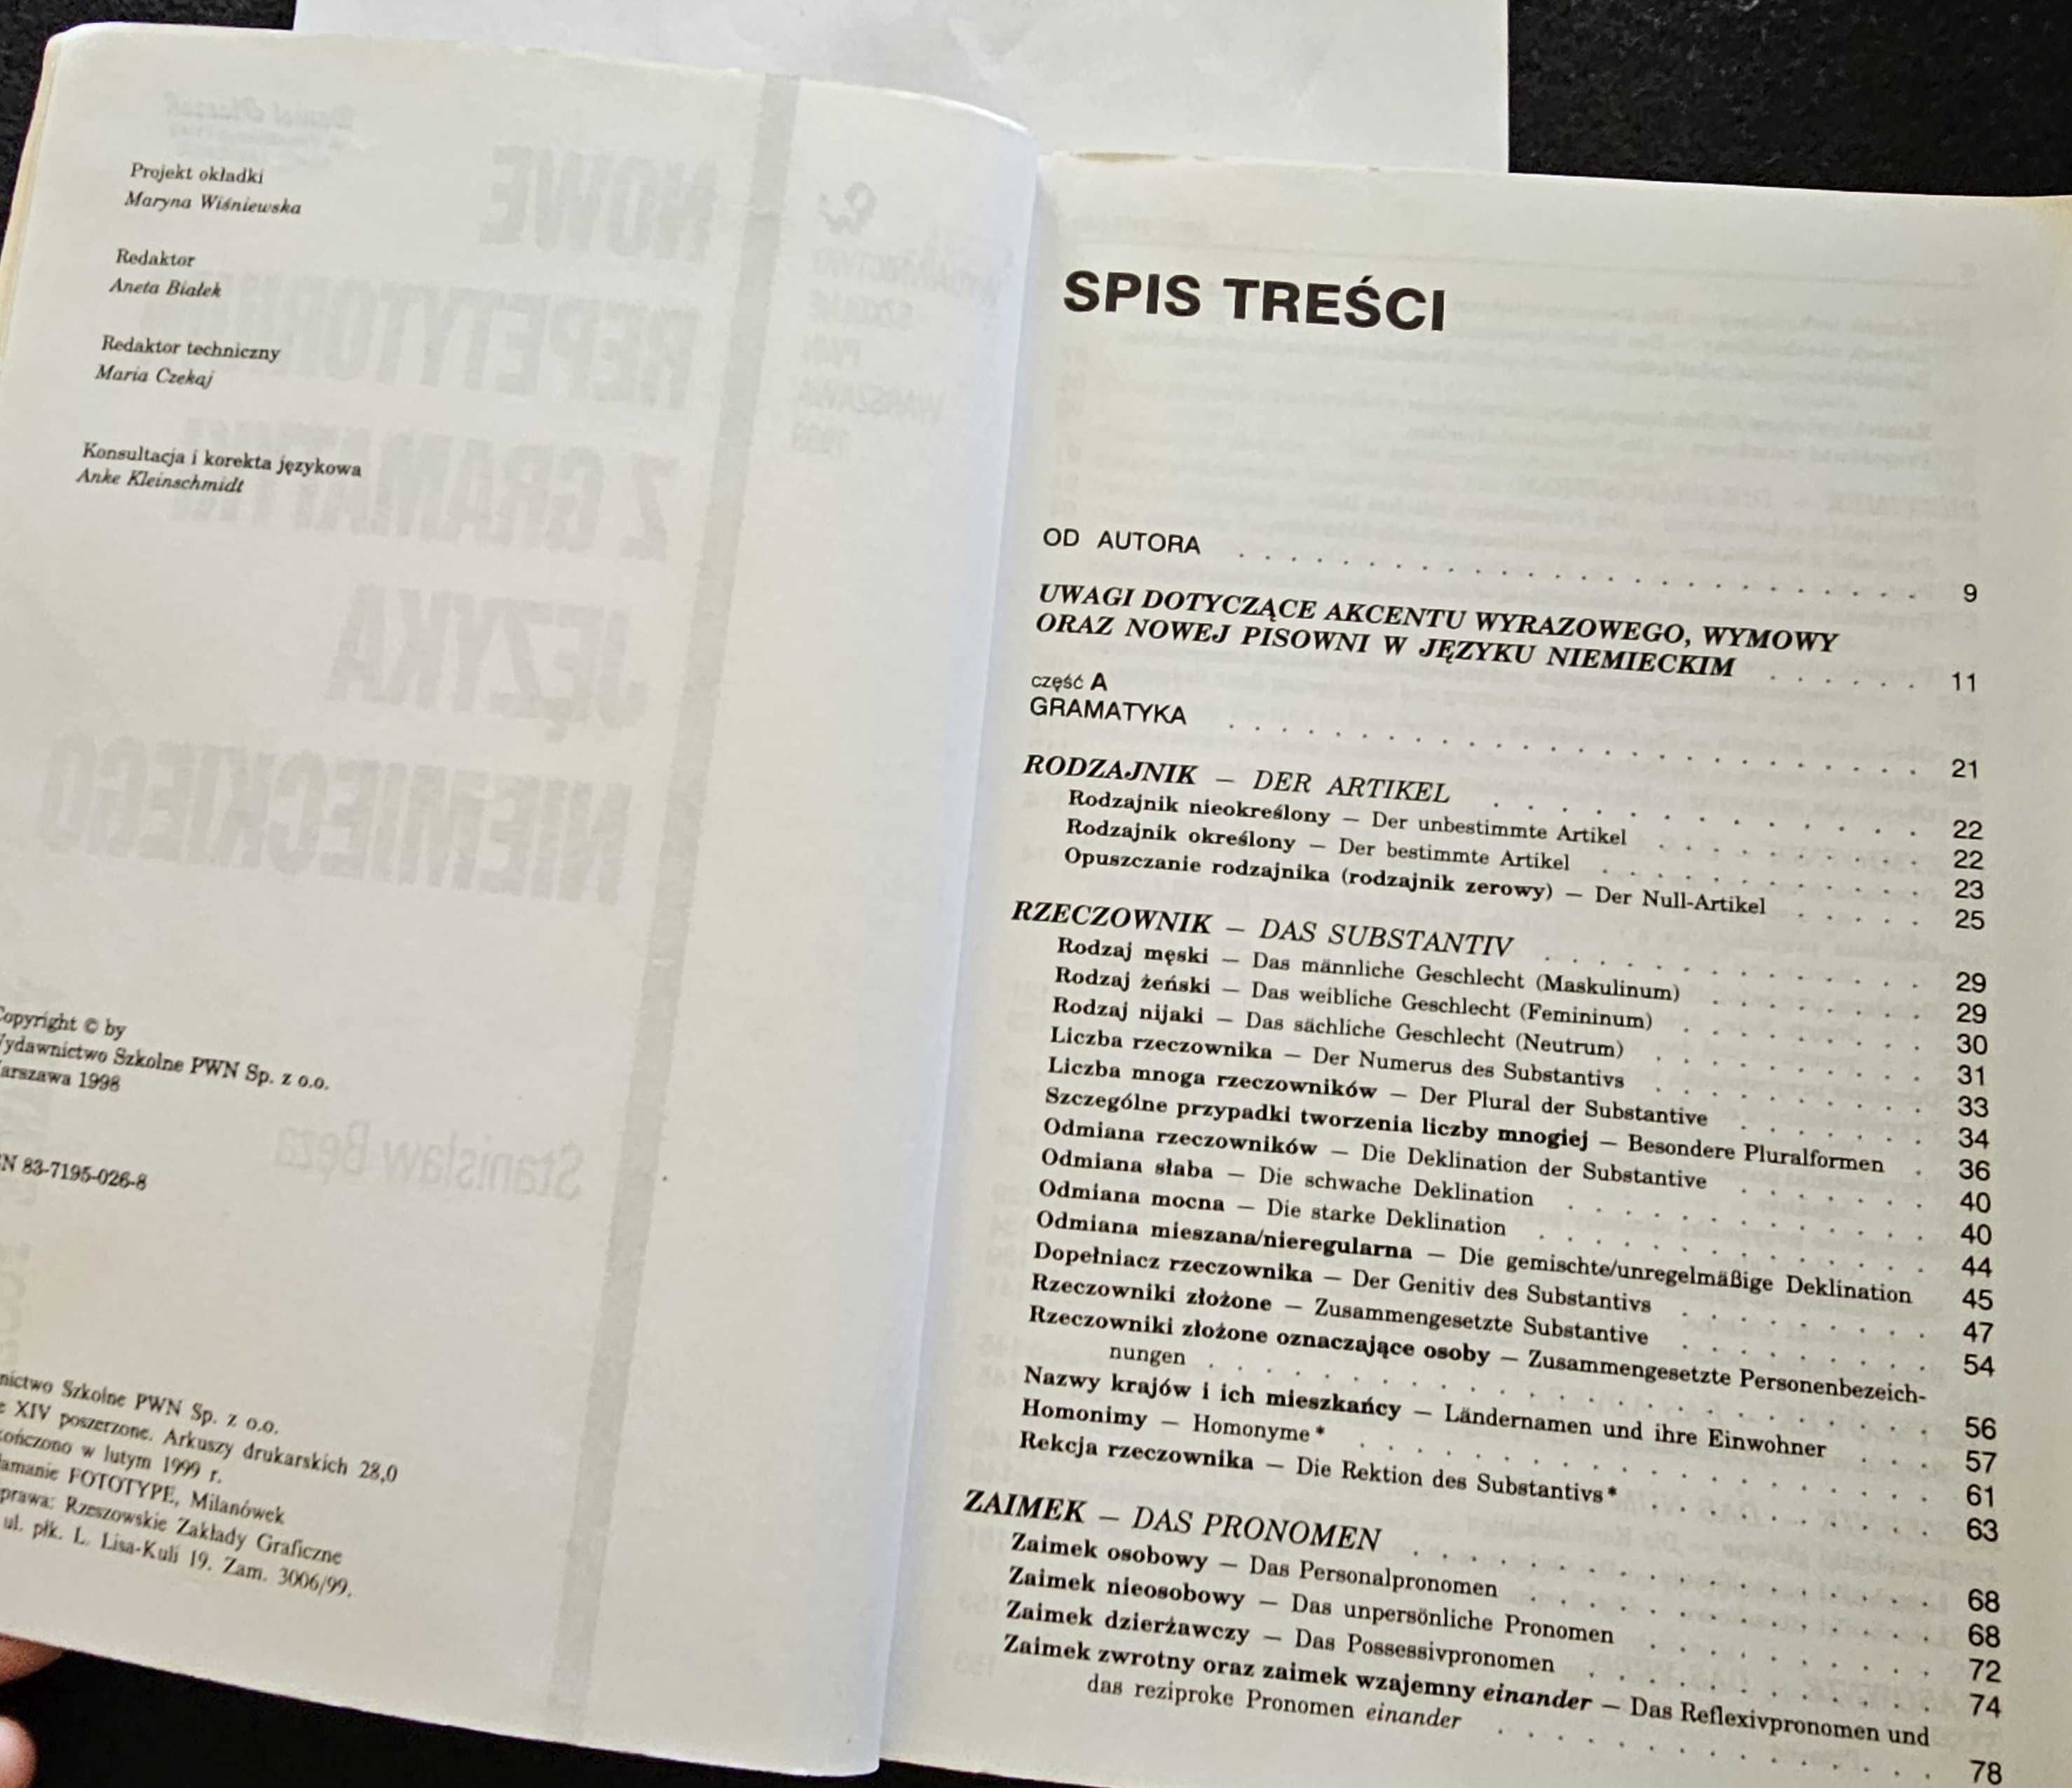 Projekt okładki
Maryna Wiśniewska
Redaktor
Aneta Białek
Redaktor techniczny
Maria Czekaj
Konsultacja i korekta językowa
Anke Kleinschmidt
Copyright © by
Wydawnictwo Szkolne PWN Sp. z o.o.
arszawa 1998
N 83-7195-026-8
nictwo Szkolne PWN Sp. z o.o.
e XIV poszerzone. Arkuszy drukarskich 28,0
ończono w lutym 1999 r.
łamanie FOTOTYPE, Milanówek
prawa: Rzeszowskie Zakłady Graficzne
ul. płk. L. Lisa-Kuli 19. Zam. 3006/99.
NOWE
REPETYTORIUM
Z GRAMATYKI
JĘZYKA
NIEMIECKIEGO
Stanisław Bęza
WYDAWNICTWO
SZKOLNE
PWN
WARSZAWA
1999
SPIS TREŚCI
OD AUTORA . . . 9
UWAGI DOTYCZĄCE AKCENTU WYRAZOWEGO, WYMOWY
ORAZ NOWEJ PISOWNI W JĘZYKU NIEMIECKIM . . . 11
część A
GRAMATYKA . . . 21
RODZAJNIK – DER ARTIKEL . . . 22
Rodzajnik nieokreślony – Der unbestimmte Artikel . . . 22
Rodzajnik określony – Der bestimmte Artikel . . . 23
Opuszczanie rodzajnika (rodzajnik zerowy) – Der Null-Artikel . . . 25
RZECZOWNIK – DAS SUBSTANTIV . . . 29
Rodzaj męski – Das männliche Geschlecht (Maskulinum) . . . 29
Rodzaj żeński – Das weibliche Geschlecht (Femininum) . . . 30
Rodzaj nijaki – Das sächliche Geschlecht (Neutrum) . . . 31
Liczba rzeczownika – Der Numerus des Substantivs . . . 33
Liczba mnoga rzeczowników – Der Plural der Substantive . . . 34
Szczególne przypadki tworzenia liczby mnogiej – Besondere Pluralformen . 36
Odmiana rzeczowników – Die Deklination der Substantive . . . 40
Odmiana słaba – Die schwache Deklination . . . 40
Odmiana mocna – Die starke Deklination . . . 44
Odmiana mieszana/nieregularna – Die gemischte/unregelmäßige Deklination 45
Dopełniacz rzeczownika – Der Genitiv des Substantivs . . . 47
Rzeczowniki złożone – Zusammengesetzte Substantive . . . 54
Rzeczowniki złożone oznaczające osoby – Zusammengesetzte Personenbezeich-
nungen . . . 56
Nazwy krajów i ich mieszkańcy – Ländernamen und ihre Einwohner . . . 57
Homonimy – Homonyme* . . . 61
Rekcja rzeczownika – Die Rektion des Substantivs* . . . 63
ZAIMEK – DAS PRONOMEN . . . 68
Zaimek osobowy – Das Personalpronomen . . . 68
Zaimek nieosobowy – Das unpersönliche Pronomen . . . 72
Zaimek dzierżawczy – Das Possessivpronomen . . . 74
Zaimek zwrotny oraz zaimek wzajemny einander – Das Reflexivpronomen und
das reziproke Pronomen einander . . . 78